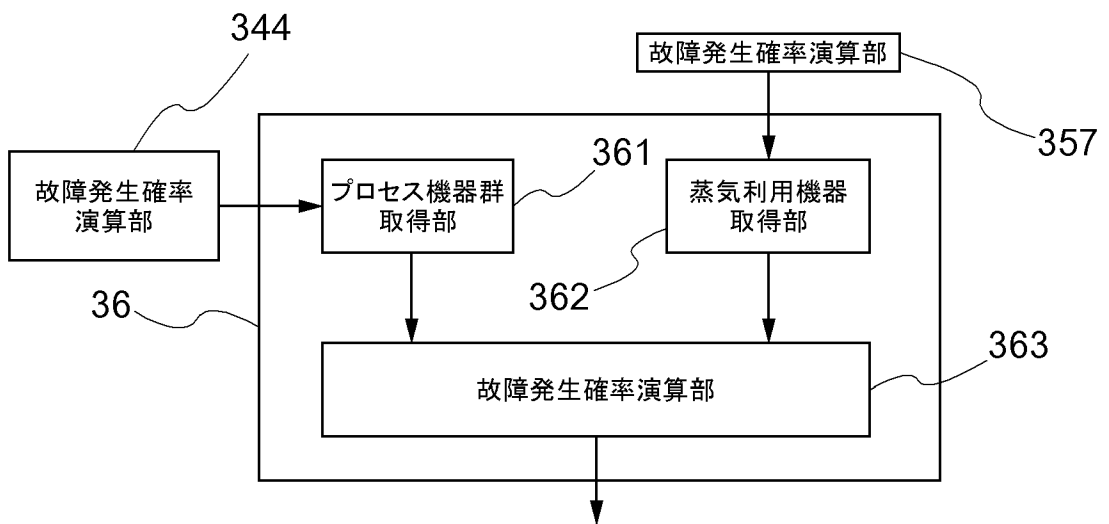 344
故障発生確率演算部
357
故障発生確率
演算部
プロセス機器群
取得部
361
蒸気利用機器
取得部
362
36
故障発生確率演算部
363